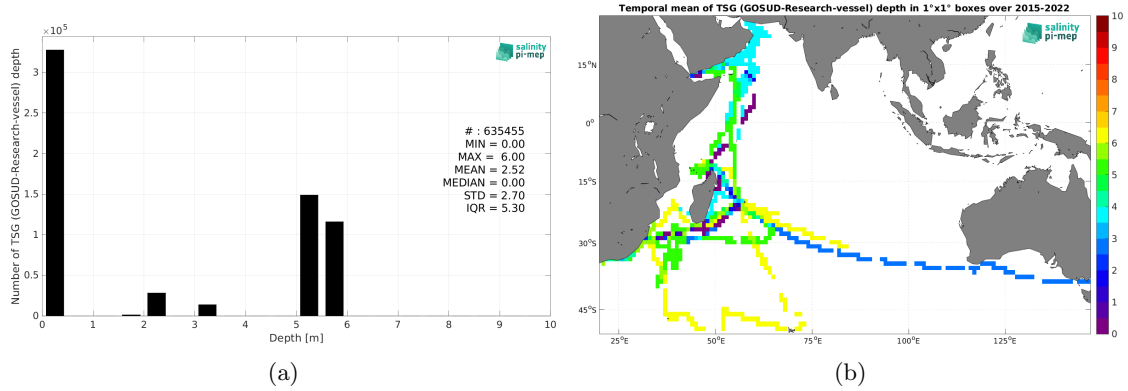 ×10⁵
3
2.5
2
1.5
1
0.5
0
Number of TSG (GOSUD-Research-vessel) depth
salinity
pi-mep
# : 635455
MIN = 0.00
MAX = 6.00
MEAN = 2.52
MEDIAN = 0.00
STD = 2.70
IQR = 5.30
0 1 2 3 4 5 6 7 8 9 10
Depth [m]
(a)
Temporal mean of TSG (GOSUD-Research-vessel) depth in 1°x1° boxes over 2015-2022
salinity
pi-mep
15°N
0°
15°S
30°S
45°S
25°E 50°E 75°E 100°E 125°E
10
9
8
7
6
5
4
3
2
1
0
(b)